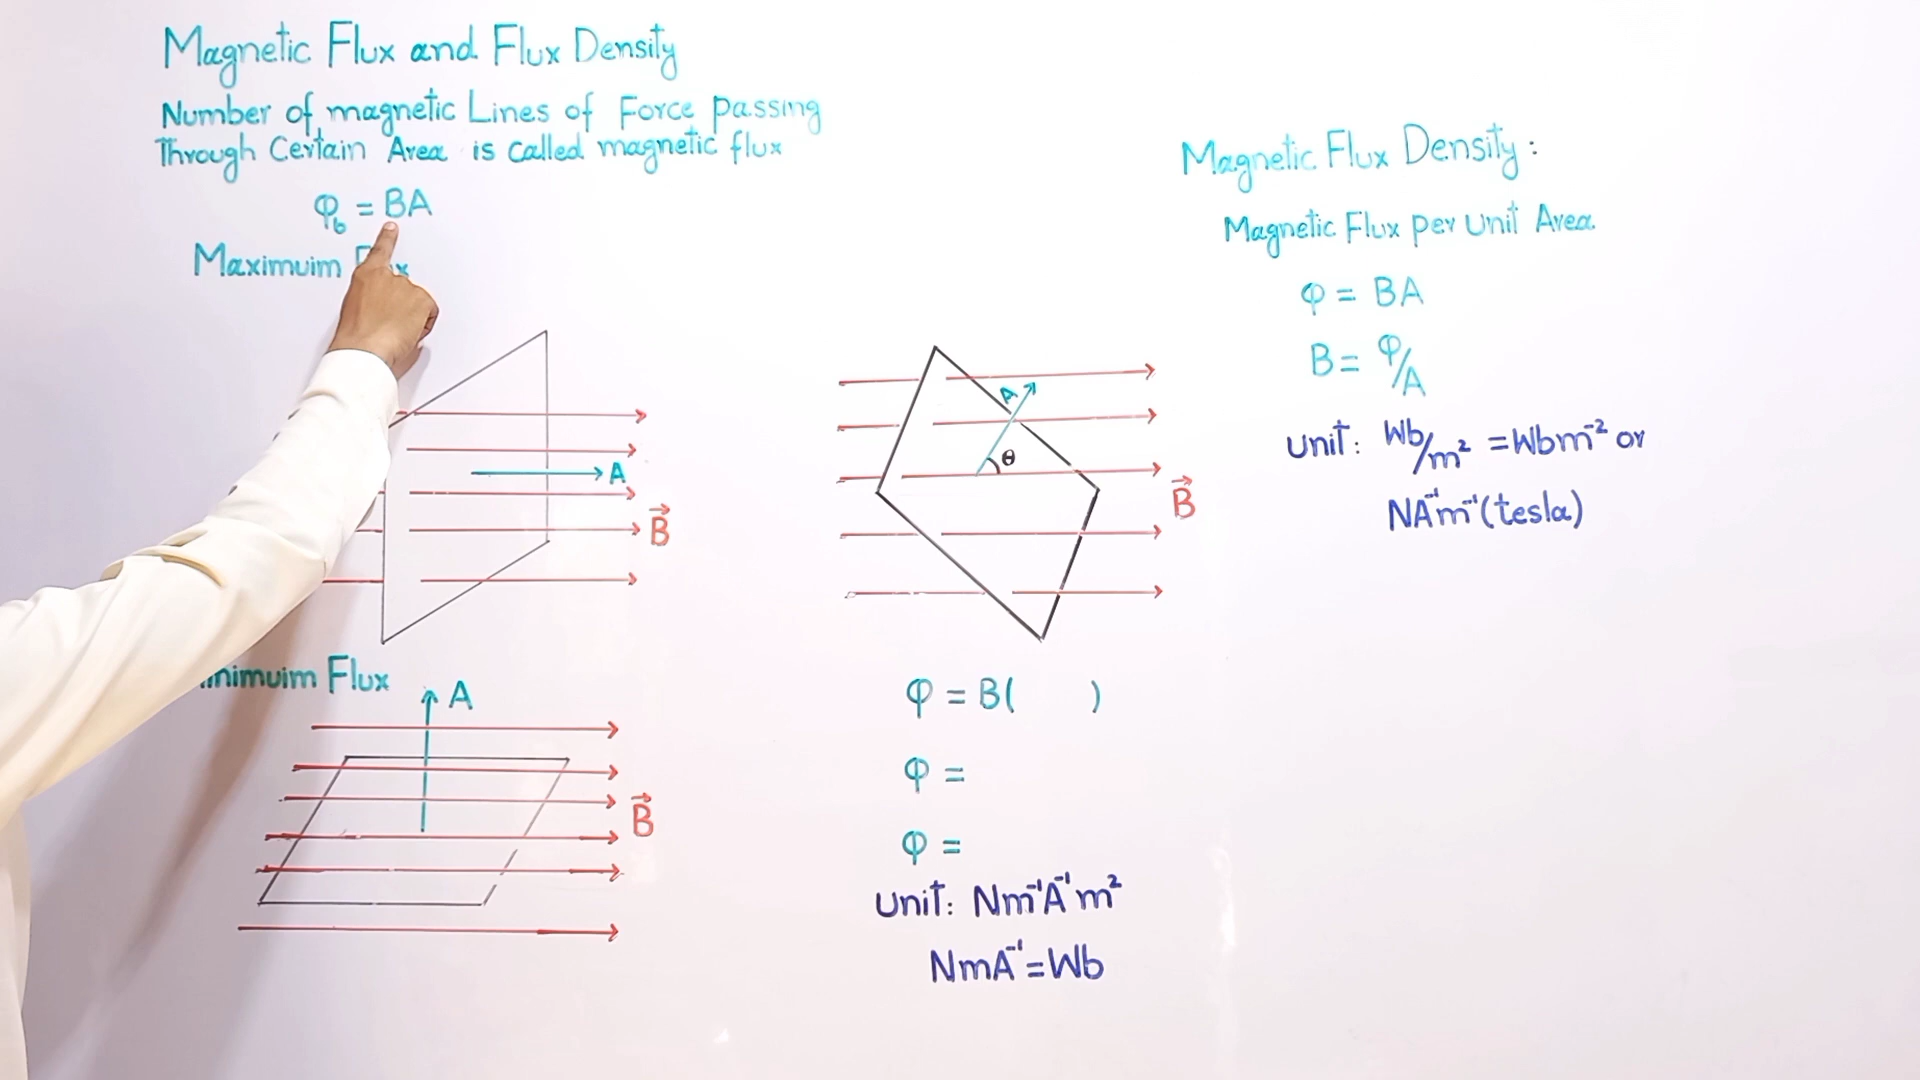 Magnetic Flux and Flux Density
Number of magnetic Lines of Force passing
Through Certain Area is called magnetic flux
φ_b = BA
Maximuim
A
B⃗
Flux
A
B⃗
A
θ
B⃗
φ = B( )
φ =
φ =
Unit: Nm⁻¹A⁻¹m²
NmA⁻¹=Wb
Magnetic Flux Density:
Magnetic Flux per Unit Area
φ = BA
B = φ/A
Unit: Wb/m² = Wbm⁻² or
NA⁻¹m⁻¹ (tesla)